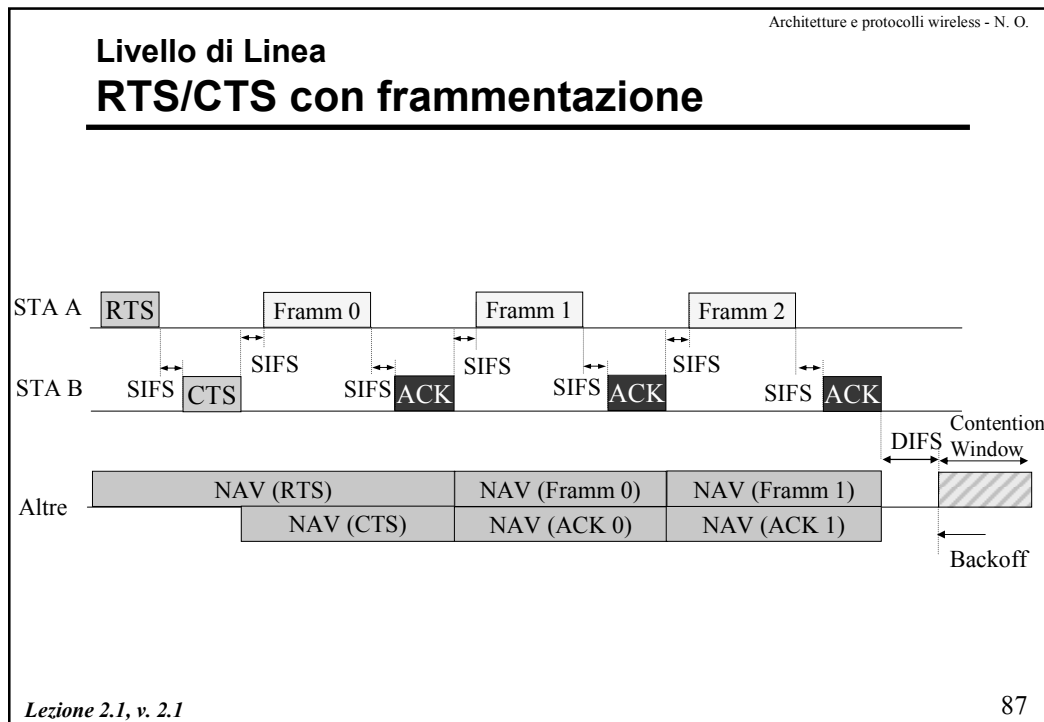 Architetture e protocolli wireless - N. O.
Livello di Linea
RTS/CTS con frammentazione
STA A
RTS
Framm 0
Framm 1
Framm 2
SIFS
SIFS
SIFS
STA B
SIFS
CTS
SIFS
ACK
SIFS
ACK
SIFS
ACK
DIFS
Contention
Window
Altre
NAV (RTS)
NAV (Framm 0)
NAV (Framm 1)
NAV (CTS)
NAV (ACK 0)
NAV (ACK 1)
Backoff
Lezione 2.1, v. 2.1
87